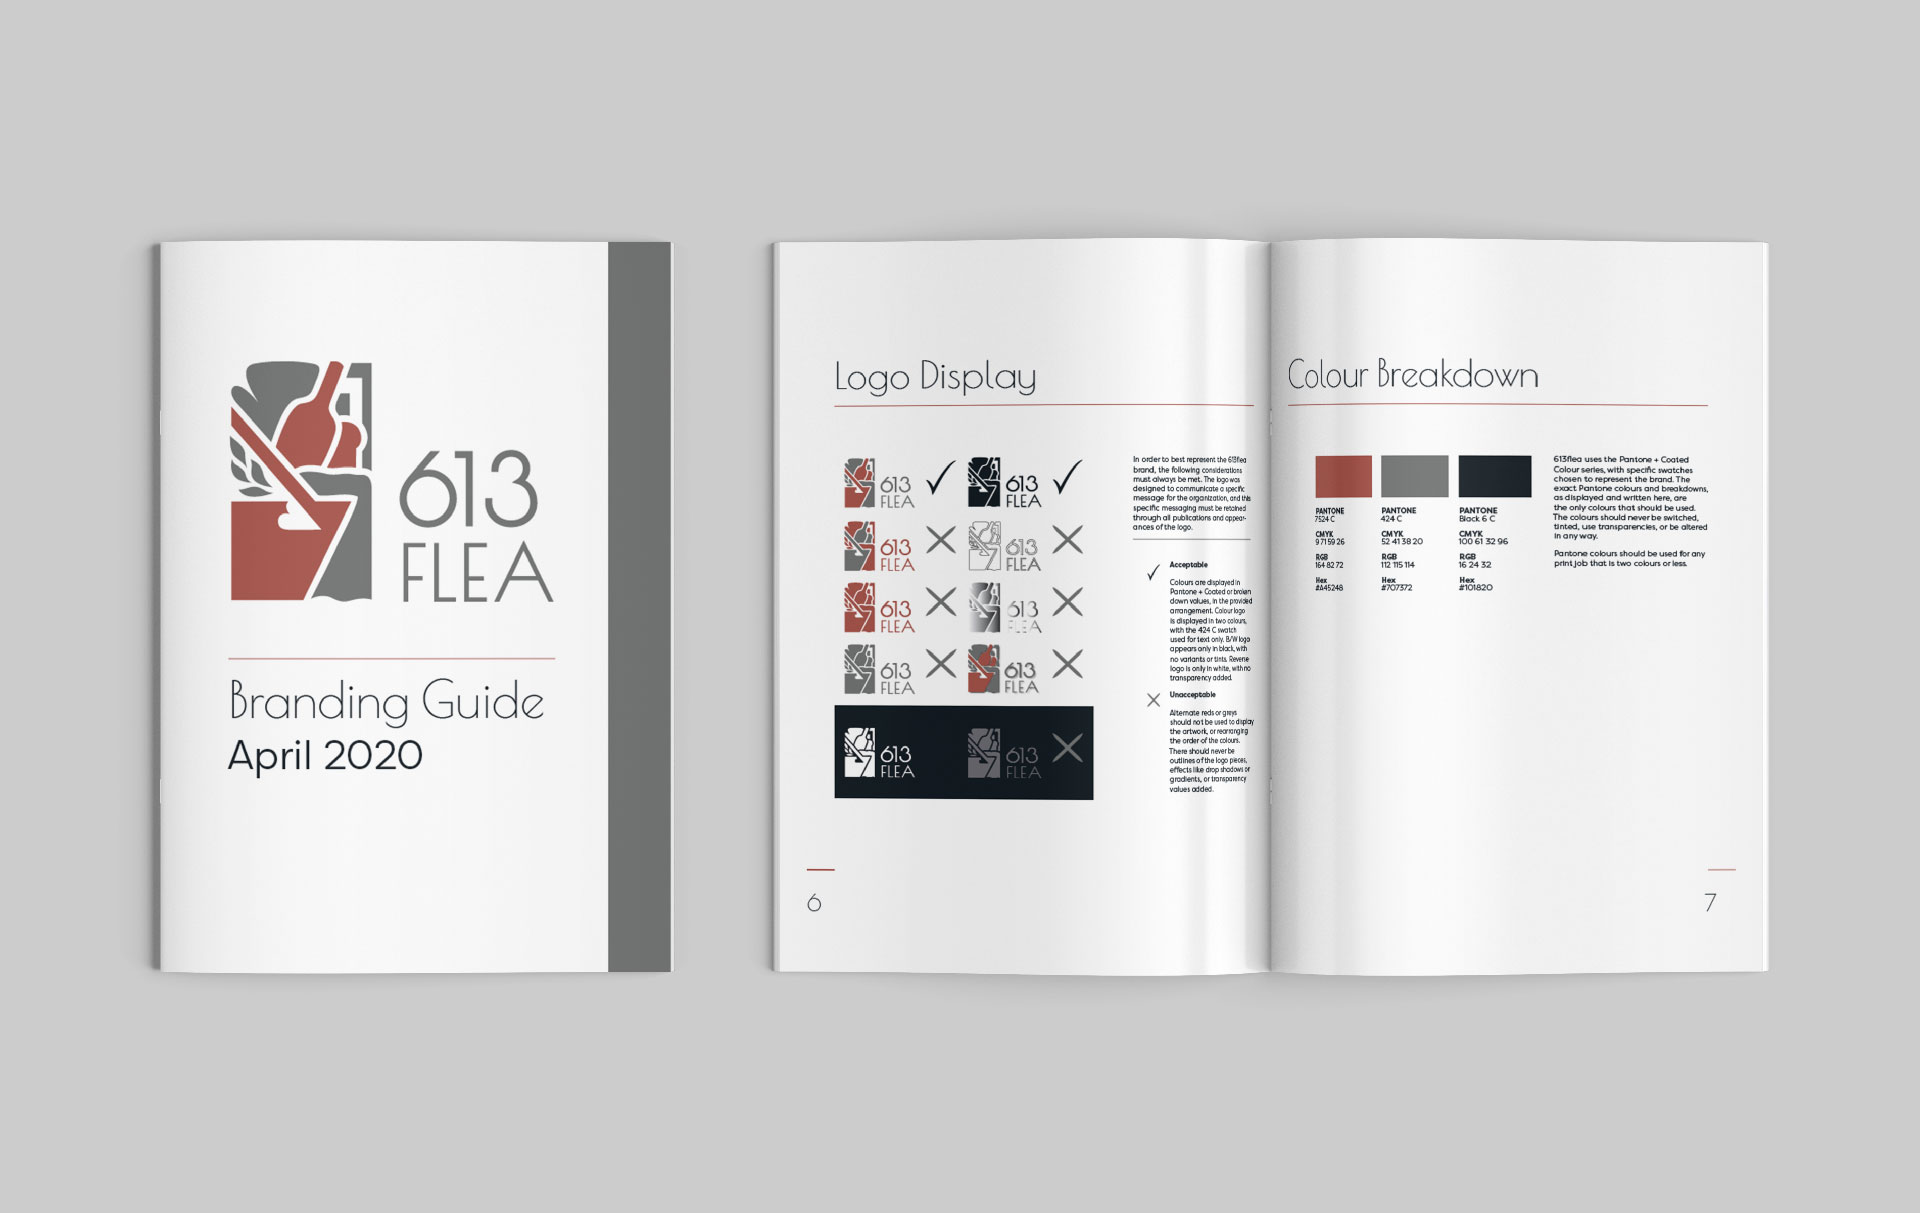 613
FLEA
Branding Guide
April 2020
Logo Display
613
FLEA
613
FLEA
613
FLEA
613
FLEA
613
FLEA
613
FLEA
613
FLEA
613
FLEA
613
FLEA
613
FLEA
In order to best represent the 613flea
brand, the following considerations
must always be met. The logo was
designed to communicate a specific
message for the organization, and this
specific messaging must be retained
through all publications and appear-
ances of the logo.
Acceptable
Colours are displayed in
Pantone + Coated or broken
down values, in the provided
arrangement. Colour logo
is displayed in two colours,
with the 424 C swatch
used for text only. B/W logo
appears only in black, with
no variants or tints. Reverse
logo is only in white, with no
transparency added.
Unacceptable
Alternate reds or greys
should not be used to display
the artwork, or rearranging
the order of the colours.
There should never be
outlines of the logo pieces,
effects like drop shadows or
gradients, or transparency
values added.
6
Colour Breakdown
PANTONE
7524 C
CMYK
9 71 59 26
RGB
164 82 72
Hex
#A45248
PANTONE
424 C
CMYK
52 41 38 20
RGB
112 115 114
Hex
#707372
PANTONE
Black 6 C
CMYK
100 61 32 96
RGB
16 24 32
Hex
#101820
613flea uses the Pantone + Coated
Colour series, with specific swatches
chosen to represent the brand. The
exact Pantone colours and breakdowns,
as displayed and written here, are
the only colours that should be used.
The colours should never be switched,
tinted, use transparencies, or be altered
in any way.
Pantone colours should be used for any
print job that is two colours or less.
7